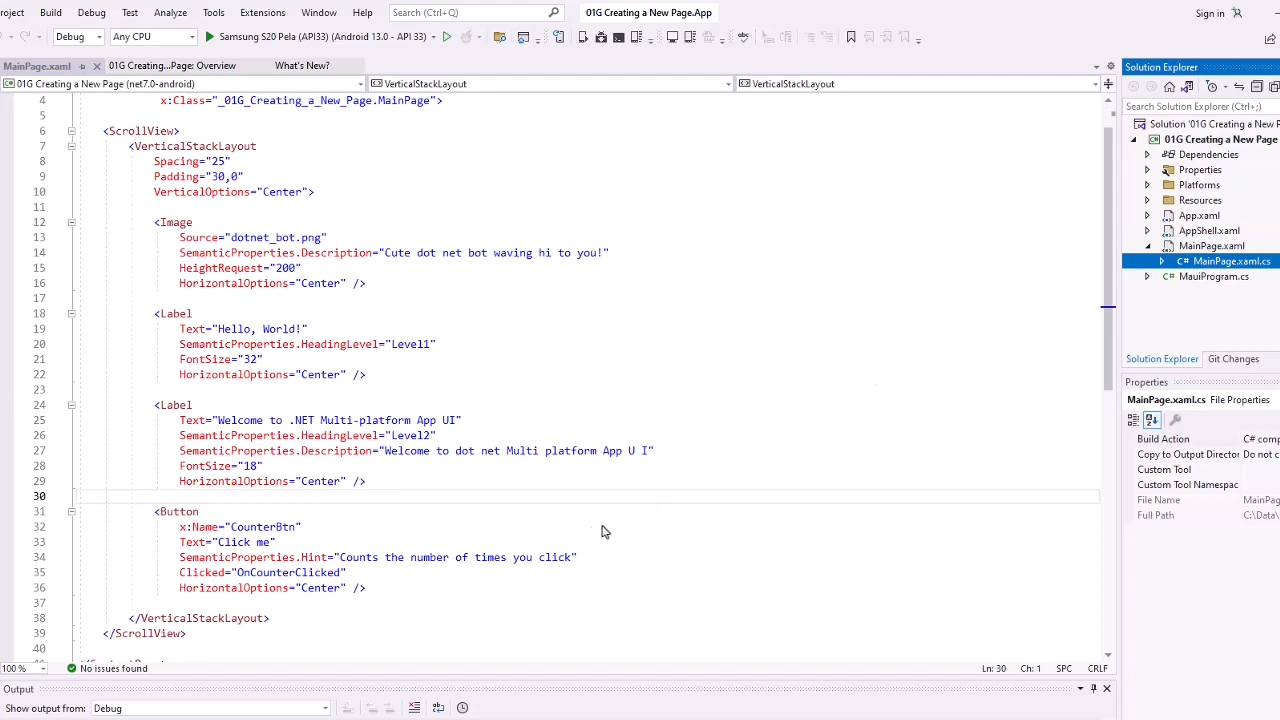 roject Build Debug Test Analyze Tools Extensions Window Help Search (Ctrl+Q) 01G Creating a New Page.App Sign in
Debug Any CPU Samsung S20 Pela (API33) (Android 13.0 - API 33)
MainPage.xaml 01G Creating...Page: Overview What's New? Solution Explorer
01G Creating a New Page (net7.0-android) VerticalStackLayout VerticalStackLayout
Search Solution Explorer (Ctrl+;)
4 x:Class="_01G_Creating_a_New_Page.MainPage">
5
6 <ScrollView>
7 <VerticalStackLayout
8 Spacing="25"
9 Padding="30,0"
10 VerticalOptions="Center">
11
12 <Image
13 Source="dotnet_bot.png"
14 SemanticProperties.Description="Cute dot net bot waving hi to you!"
15 HeightRequest="200"
16 HorizontalOptions="Center" />
17
18 <Label
19 Text="Hello, World!"
20 SemanticProperties.HeadingLevel="Level1"
21 FontSize="32"
22 HorizontalOptions="Center" />
23
24 <Label
25 Text="Welcome to .NET Multi-platform App UI"
26 SemanticProperties.HeadingLevel="Level2"
27 SemanticProperties.Description="Welcome to dot net Multi platform App U I"
28 FontSize="18"
29 HorizontalOptions="Center" />
30
31 <Button
32 x:Name="CounterBtn"
33 Text="Click me"
34 SemanticProperties.Hint="Counts the number of times you click"
35 Clicked="OnCounterClicked"
36 HorizontalOptions="Center" />
37
38 </VerticalStackLayout>
39 </ScrollView>
40
Solution '01G Creating a New P
01G Creating a New Page
Dependencies
Properties
Platforms
Resources
App.xaml
AppShell.xaml
MainPage.xaml
C# MainPage.xaml.cs
MauiProgram.cs
Solution Explorer Git Changes
Properties
MainPage.xaml.cs File Properties
Build Action C# comp
Copy to Output Director Do not c
Custom Tool
Custom Tool Namespac
File Name MainPag
Full Path C:\Data\
100 % No issues found Ln: 30 Ch: 1 SPC CRLF
Output
Show output from: Debug